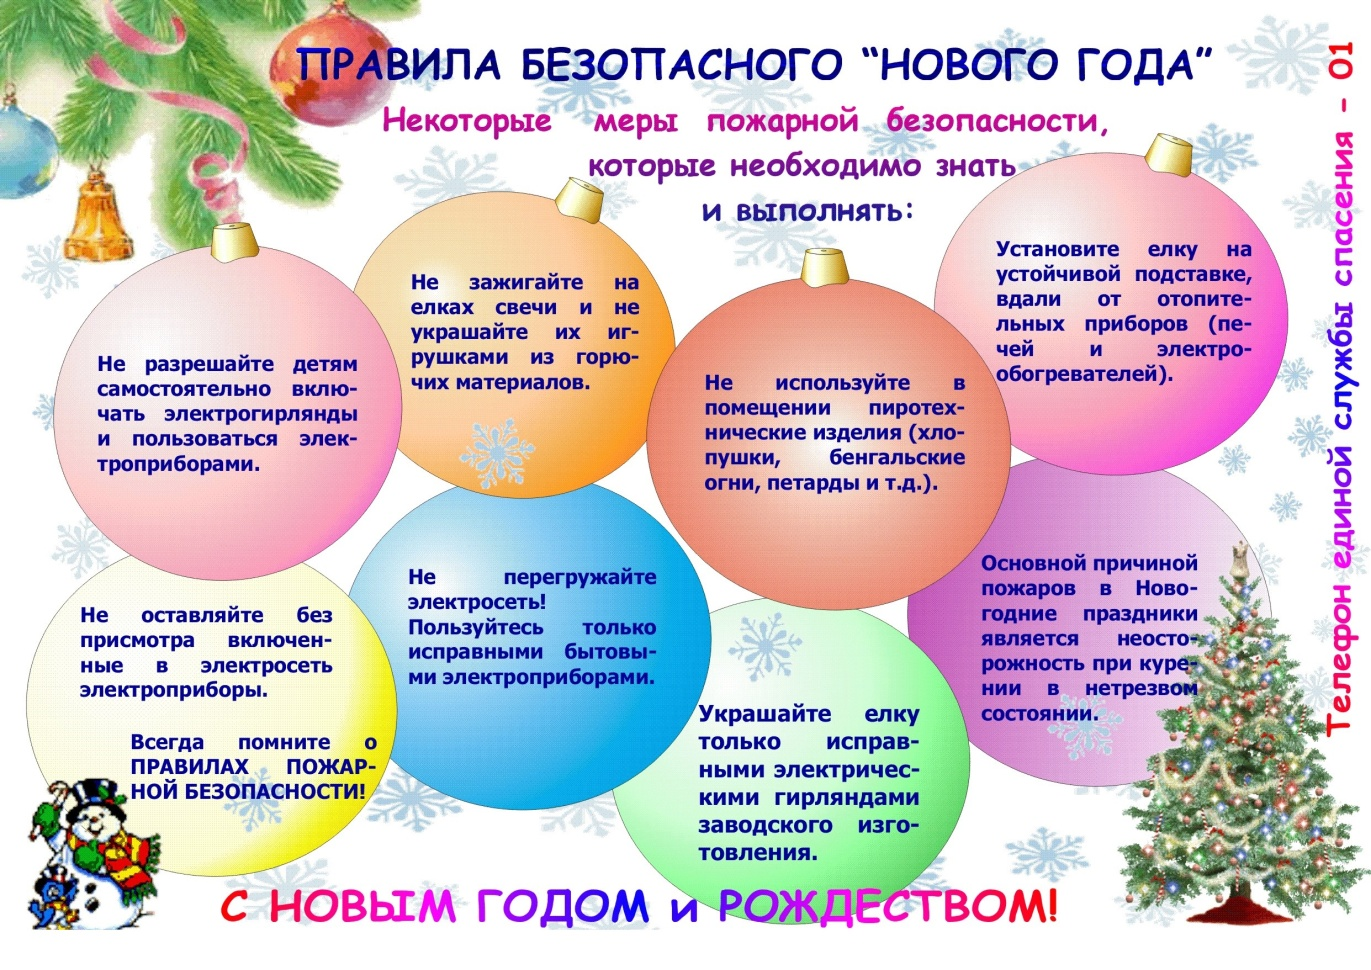 ПРАВИЛА БЕЗОПАСНОГО “НОВОГО ГОДА”
Некоторые меры пожарной безопасности,
которые необходимо знать
и выполнять:
Не разрешайте детям
самостоятельно вклю-
чать электрогирлянды
и пользоваться элек-
троприборами.
Не зажигайте на
елках свечи и не
украшайте их иг-
рушками из горю-
чих материалов.
Не используйте в
помещении пиротех-
нические изделия (хло-
пушки, бенгальские
огни, петарды и т.д.).
Установите елку на
устойчивой подставке,
вдали от отопите-
льных приборов (пе-
чей и электро-
обогревателей).
Не оставляйте без
присмотра включен-
ные в электросеть
электроприборы.
Всегда помните о
ПРАВИЛАХ ПОЖАР-
НОЙ БЕЗОПАСНОСТИ!
Не перегружайте
электросеть!
Пользуйтесь только
исправными бытовы-
ми электроприборами.
Украшайте елку
только исправ-
ными электричес-
кими гирляндами
заводского изго-
товления.
Основной причиной
пожаров в Ново-
годние праздники
является неосто-
рожность при куре-
нии в нетрезвом
состоянии.
С НОВЫМ ГОДОМ и РОЖДЕСТВОМ!
Телефон единой службы спасения - 01